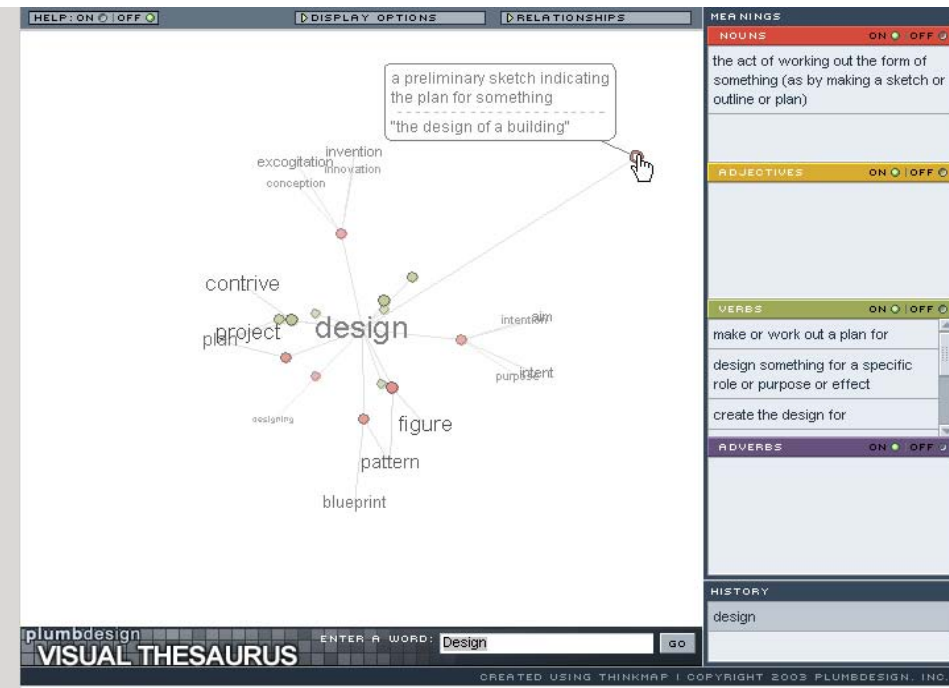 HELP: ON OFF
DISPLAY OPTIONS
RELATIONSHIPS
MEANINGS
NOUNS ON OFF
the act of working out the form of
something (as by making a sketch or
outline or plan)
a preliminary sketch indicating
the plan for something
"the design of a building"
invention
excogitation
innovation
conception
ADJECTIVES ON OFF
contrive
project
plan
design
intention
aim
purpose
intent
designing
figure
pattern
blueprint
VERBS ON OFF
make or work out a plan for
design something for a specific
role or purpose or effect
create the design for
ADVERBS ON OFF
HISTORY
design
plumbdesign
VISUAL THESAURUS
ENTER A WORD: Design GO
CREATED USING THINKMAP | COPYRIGHT 2003 PLUMBDESIGN, INC.